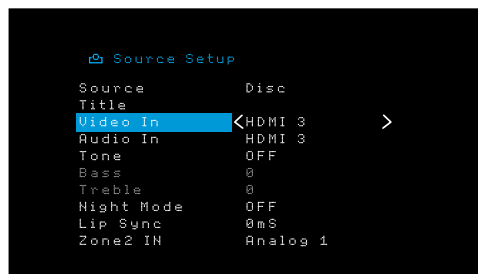 Source Setup
Source Disc
Title
Video In HDMI 3
Audio In HDMI 3
Tone OFF
Bass 0
Treble 0
Night Mode OFF
Lip Sync 0mS
Zone2 IN Analog 1